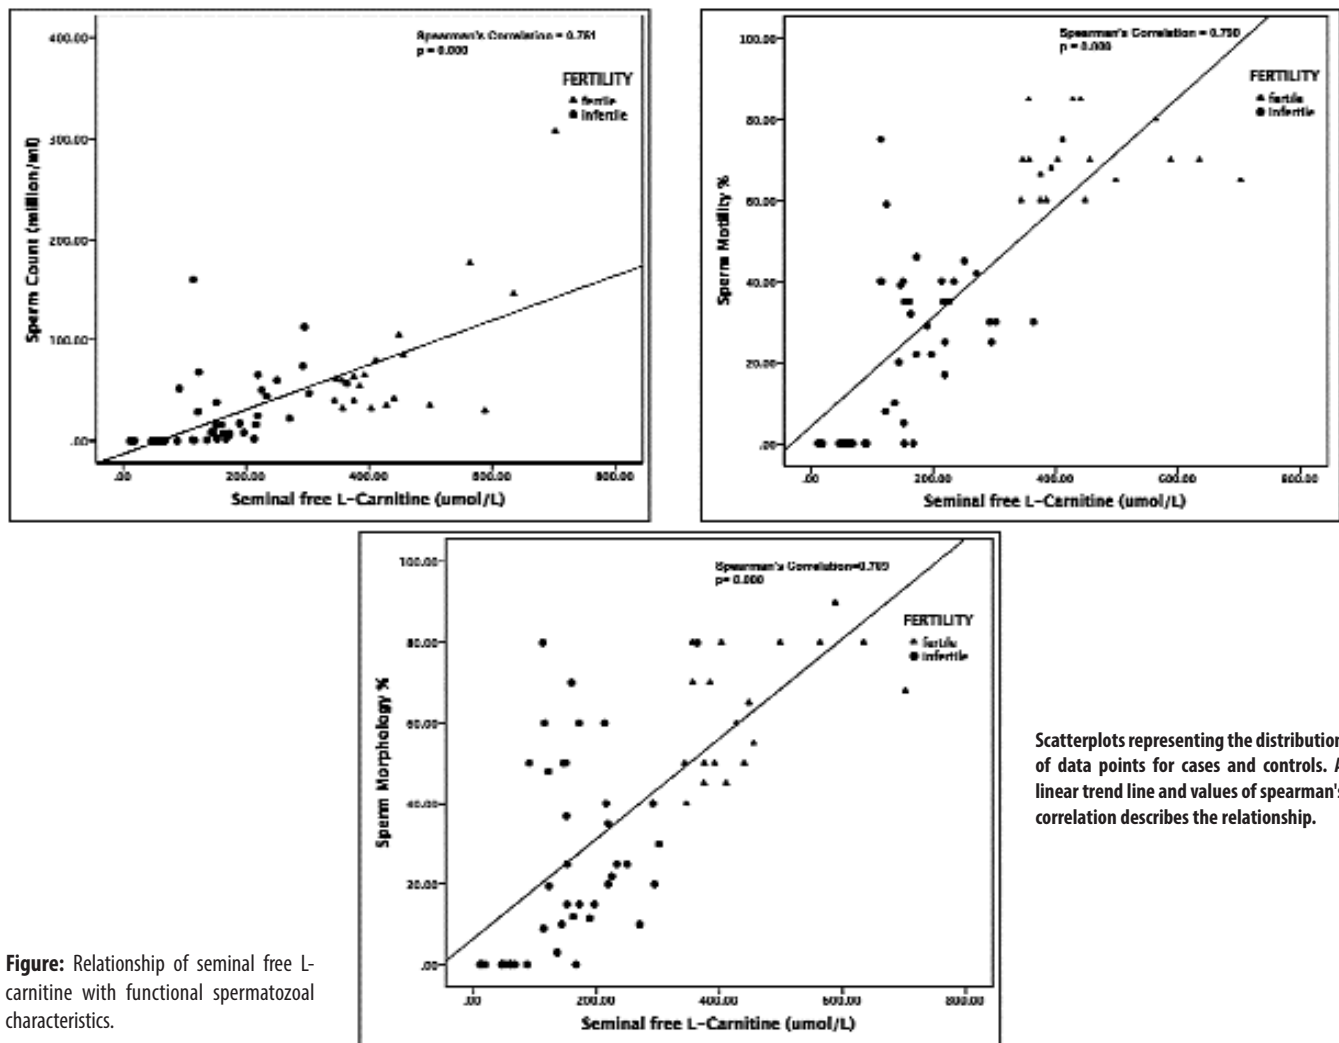 Spearman's Correlation = 0.761
p = 0.000
FERTILITY
fertile
infertile
400.00
300.00
200.00
100.00
.00
Sperm Count (million/ml)
.00 200.00 400.00 600.00 800.00
Seminal free L-Carnitine (umol/L)
Spearman's Correlation = 0.790
p = 0.000
FERTILITY
fertile
infertile
100.00
80.00
60.00
40.00
20.00
.00
Sperm Motility %
.00 200.00 400.00 600.00 800.00
Seminal free L-Carnitine (umol/L)
Spearman's Correlation=0.769
p= 0.000
FERTILITY
fertile
infertile
100.00
80.00
60.00
40.00
20.00
.00
Sperm Morphology %
.00 200.00 400.00 600.00 800.00
Seminal free L-Carnitine (umol/L)
Scatterplots representing the distribution
of data points for cases and controls. A
linear trend line and values of spearman's
correlation describes the relationship.
Figure: Relationship of seminal free L-
carnitine with functional spermatozoal
characteristics.